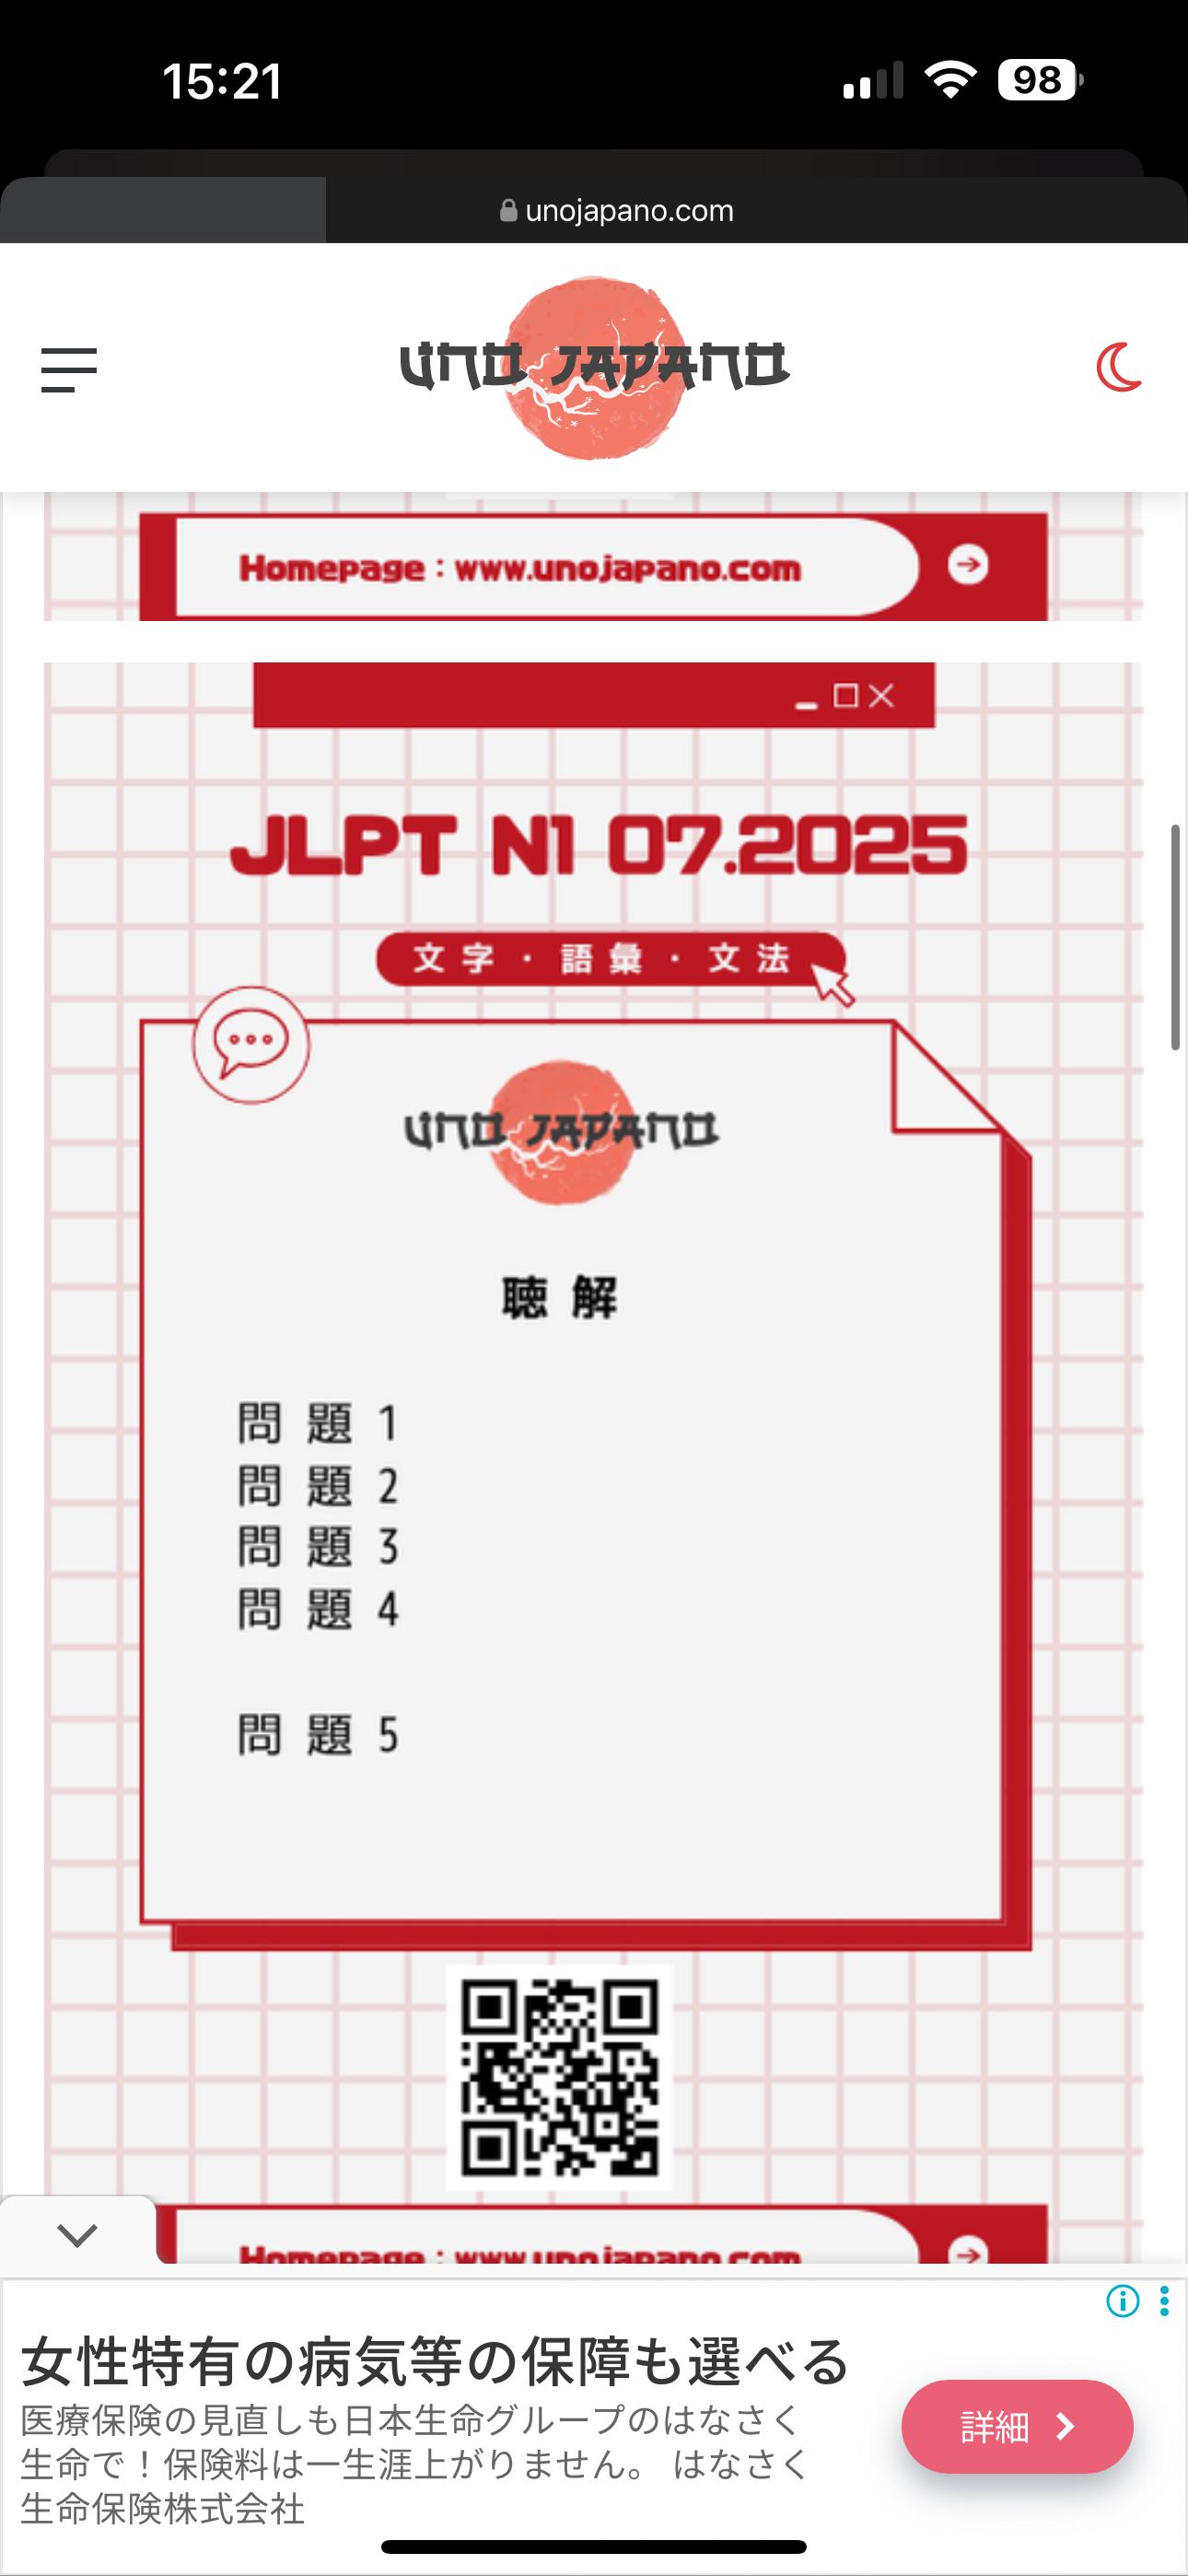 15:21
98
unojapano.com
UNO JAPANO
Homepage : www.unojapano.com
JLPT N1 07.2025
文字・語彙・文法
UNO JAPANO
聴解
問題 1
問題 2
問題 3
問題 4
問題 5
Homepage : www.unojapano.com
女性特有の病気等の保障も選べる
医療保険の見直しも日本生命グループのはなさく
生命で！保険料は一生涯上がりません。 はなさく
生命保険株式会社
詳細